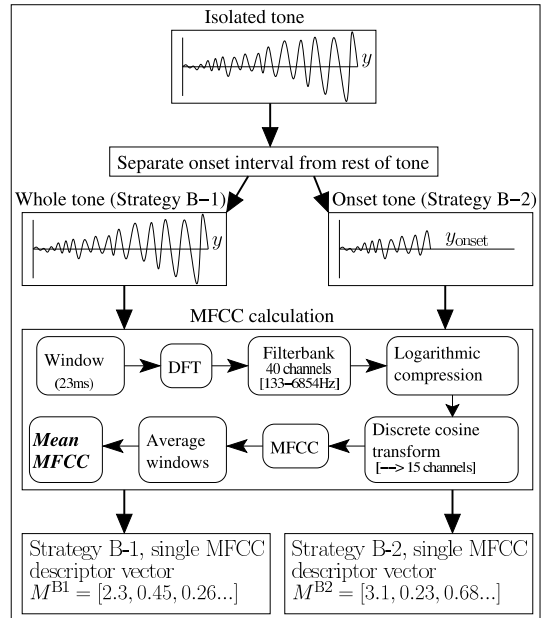 Isolated tone
y
Separate onset interval from rest of tone
Whole tone (Strategy B−1)
Onset tone (Strategy B−2)
y
y_onset
MFCC calculation
Window
(23ms)
DFT
Filterbank
40 channels
[133−6854Hz]
Logarithmic
compression
Mean
MFCC
Average
windows
MFCC
Discrete cosine
transform
[−−> 15 channels]
Strategy B-1, single MFCC
descriptor vector
M^B1 = [2.3, 0.45, 0.26...]
Strategy B-2, single MFCC
descriptor vector
M^B2 = [3.1, 0.23, 0.68...]